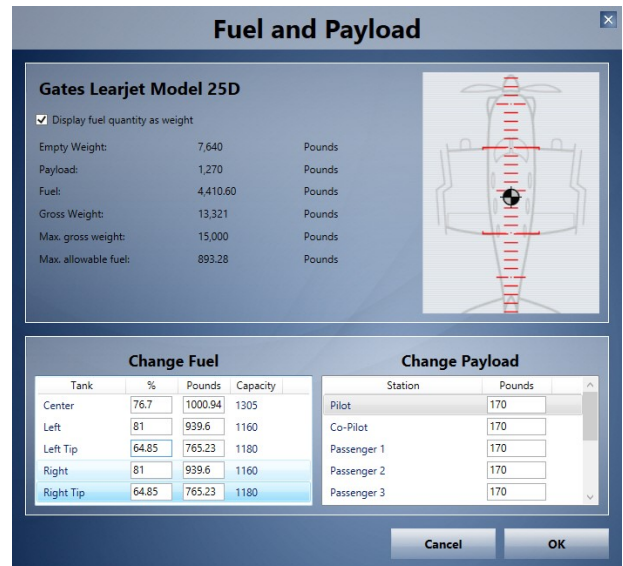 Fuel and Payload
Gates Learjet Model 25D
Display fuel quantity as weight
Empty Weight: 7,640 Pounds
Payload: 1,270 Pounds
Fuel: 4,410.60 Pounds
Gross Weight: 13,321 Pounds
Max. gross weight: 15,000 Pounds
Max. allowable fuel: 893.28 Pounds
Change Fuel
Tank % Pounds Capacity
Center 76.7 1000.94 1305
Left 81 939.6 1160
Left Tip 64.85 765.23 1180
Right 81 939.6 1160
Right Tip 64.85 765.23 1180
Change Payload
Station Pounds
Pilot 170
Co-Pilot 170
Passenger 1 170
Passenger 2 170
Passenger 3 170
Cancel OK